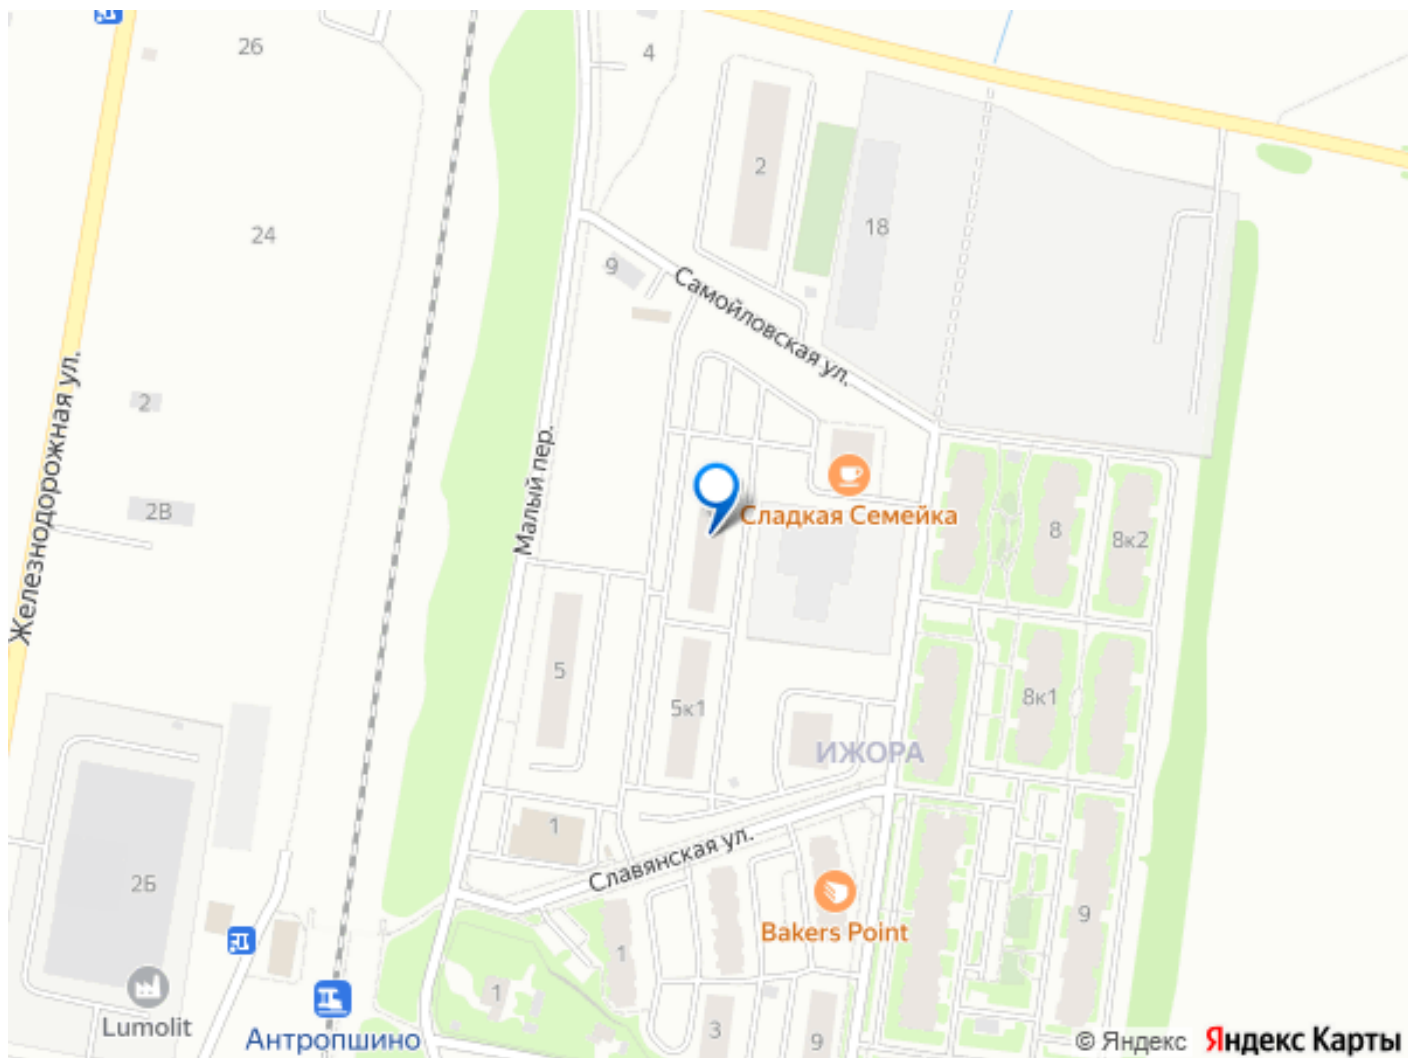 26
4
2
18
24
9
Самойловская ул.
Железнодорожная ул.
2
Малый пер.
2В
Сладкая Семейка
8
8к2
5
5к1
8к1
ИЖОРА
1
Славянская ул.
2Б
9
Bakers Point
1
1
3
9
Lumolit
Антропшино
© Яндекс Яндекс Карты